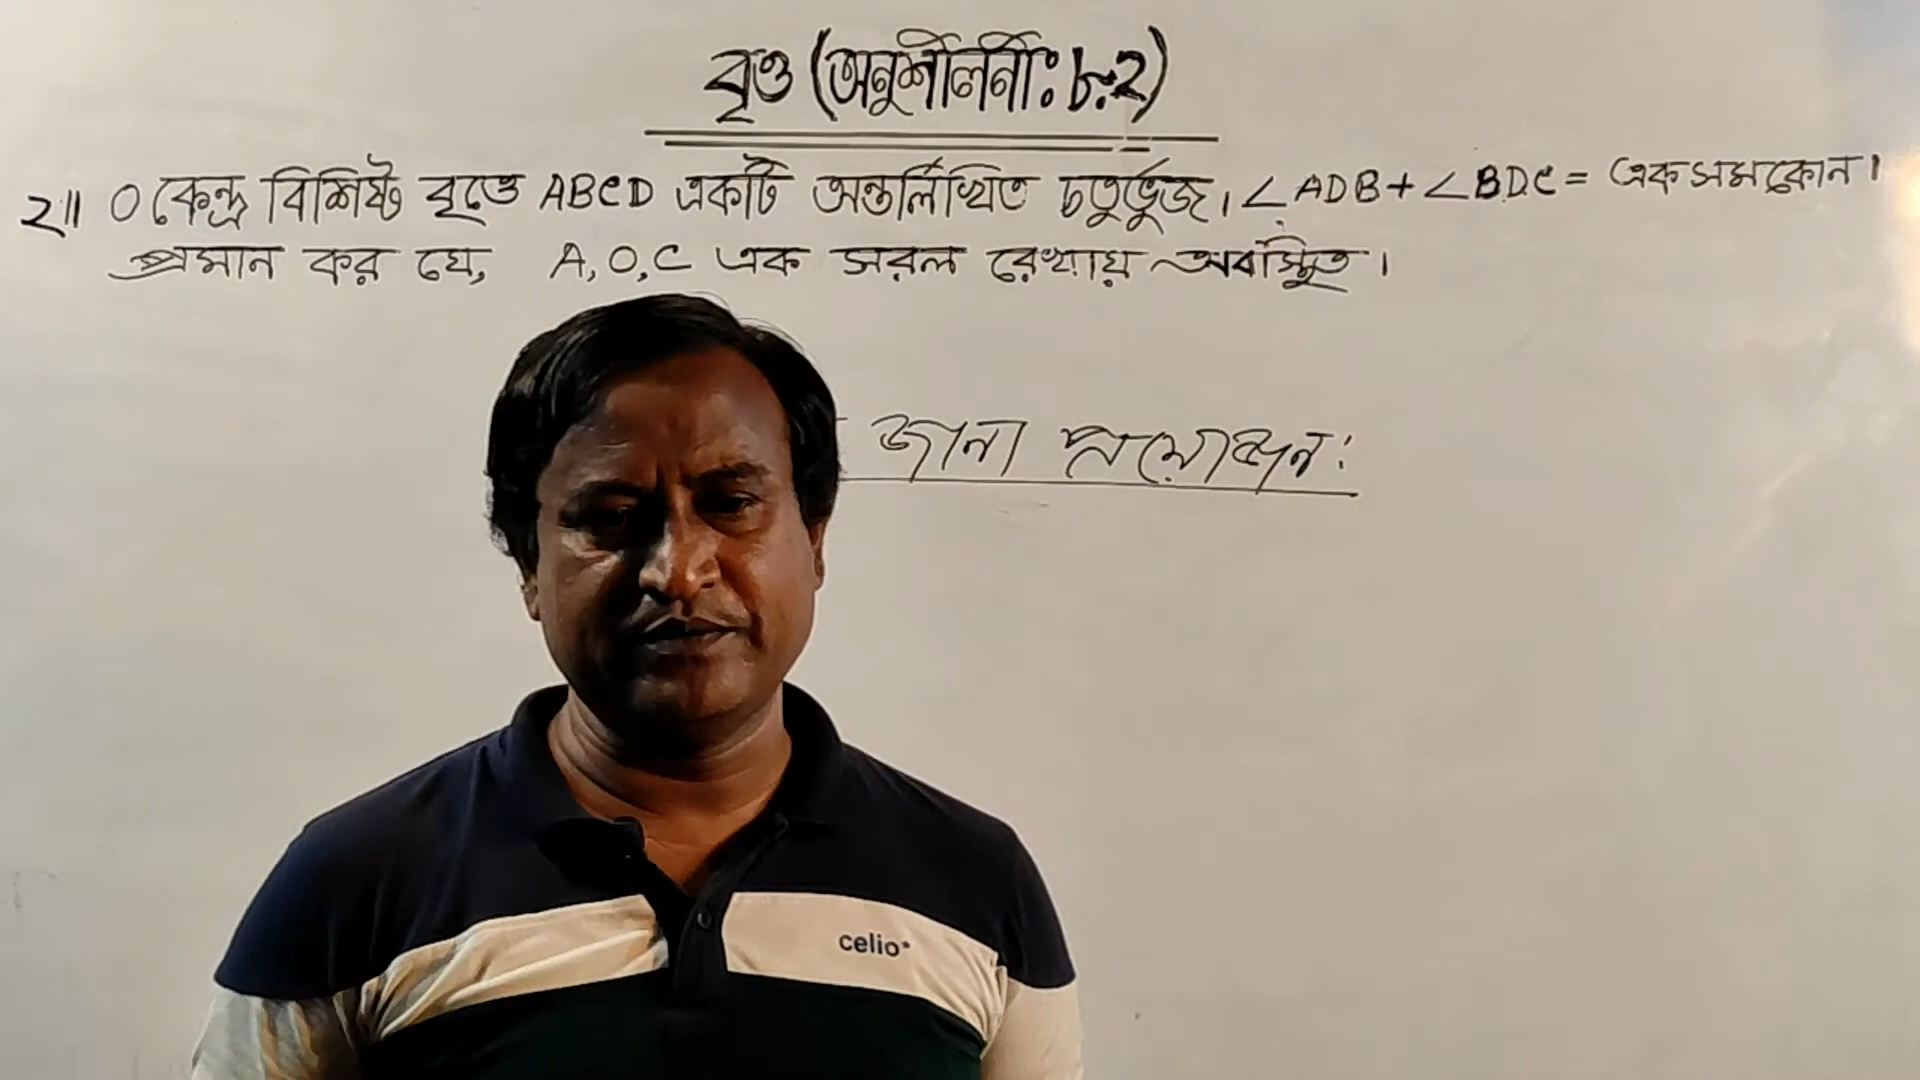 বৃত্ত (অনুশীলনী: ৮.২)
২॥ O কেন্দ্র বিশিষ্ট বৃত্তে ABCD একটি অন্তর্লিখিত চতুর্ভুজ। ∠ADB + ∠BDC = এক সমকোন।
প্রমান কর যে, A, O, C এক সরল রেখায় অবস্থিত।
জানা প্রয়োজন:
celio*